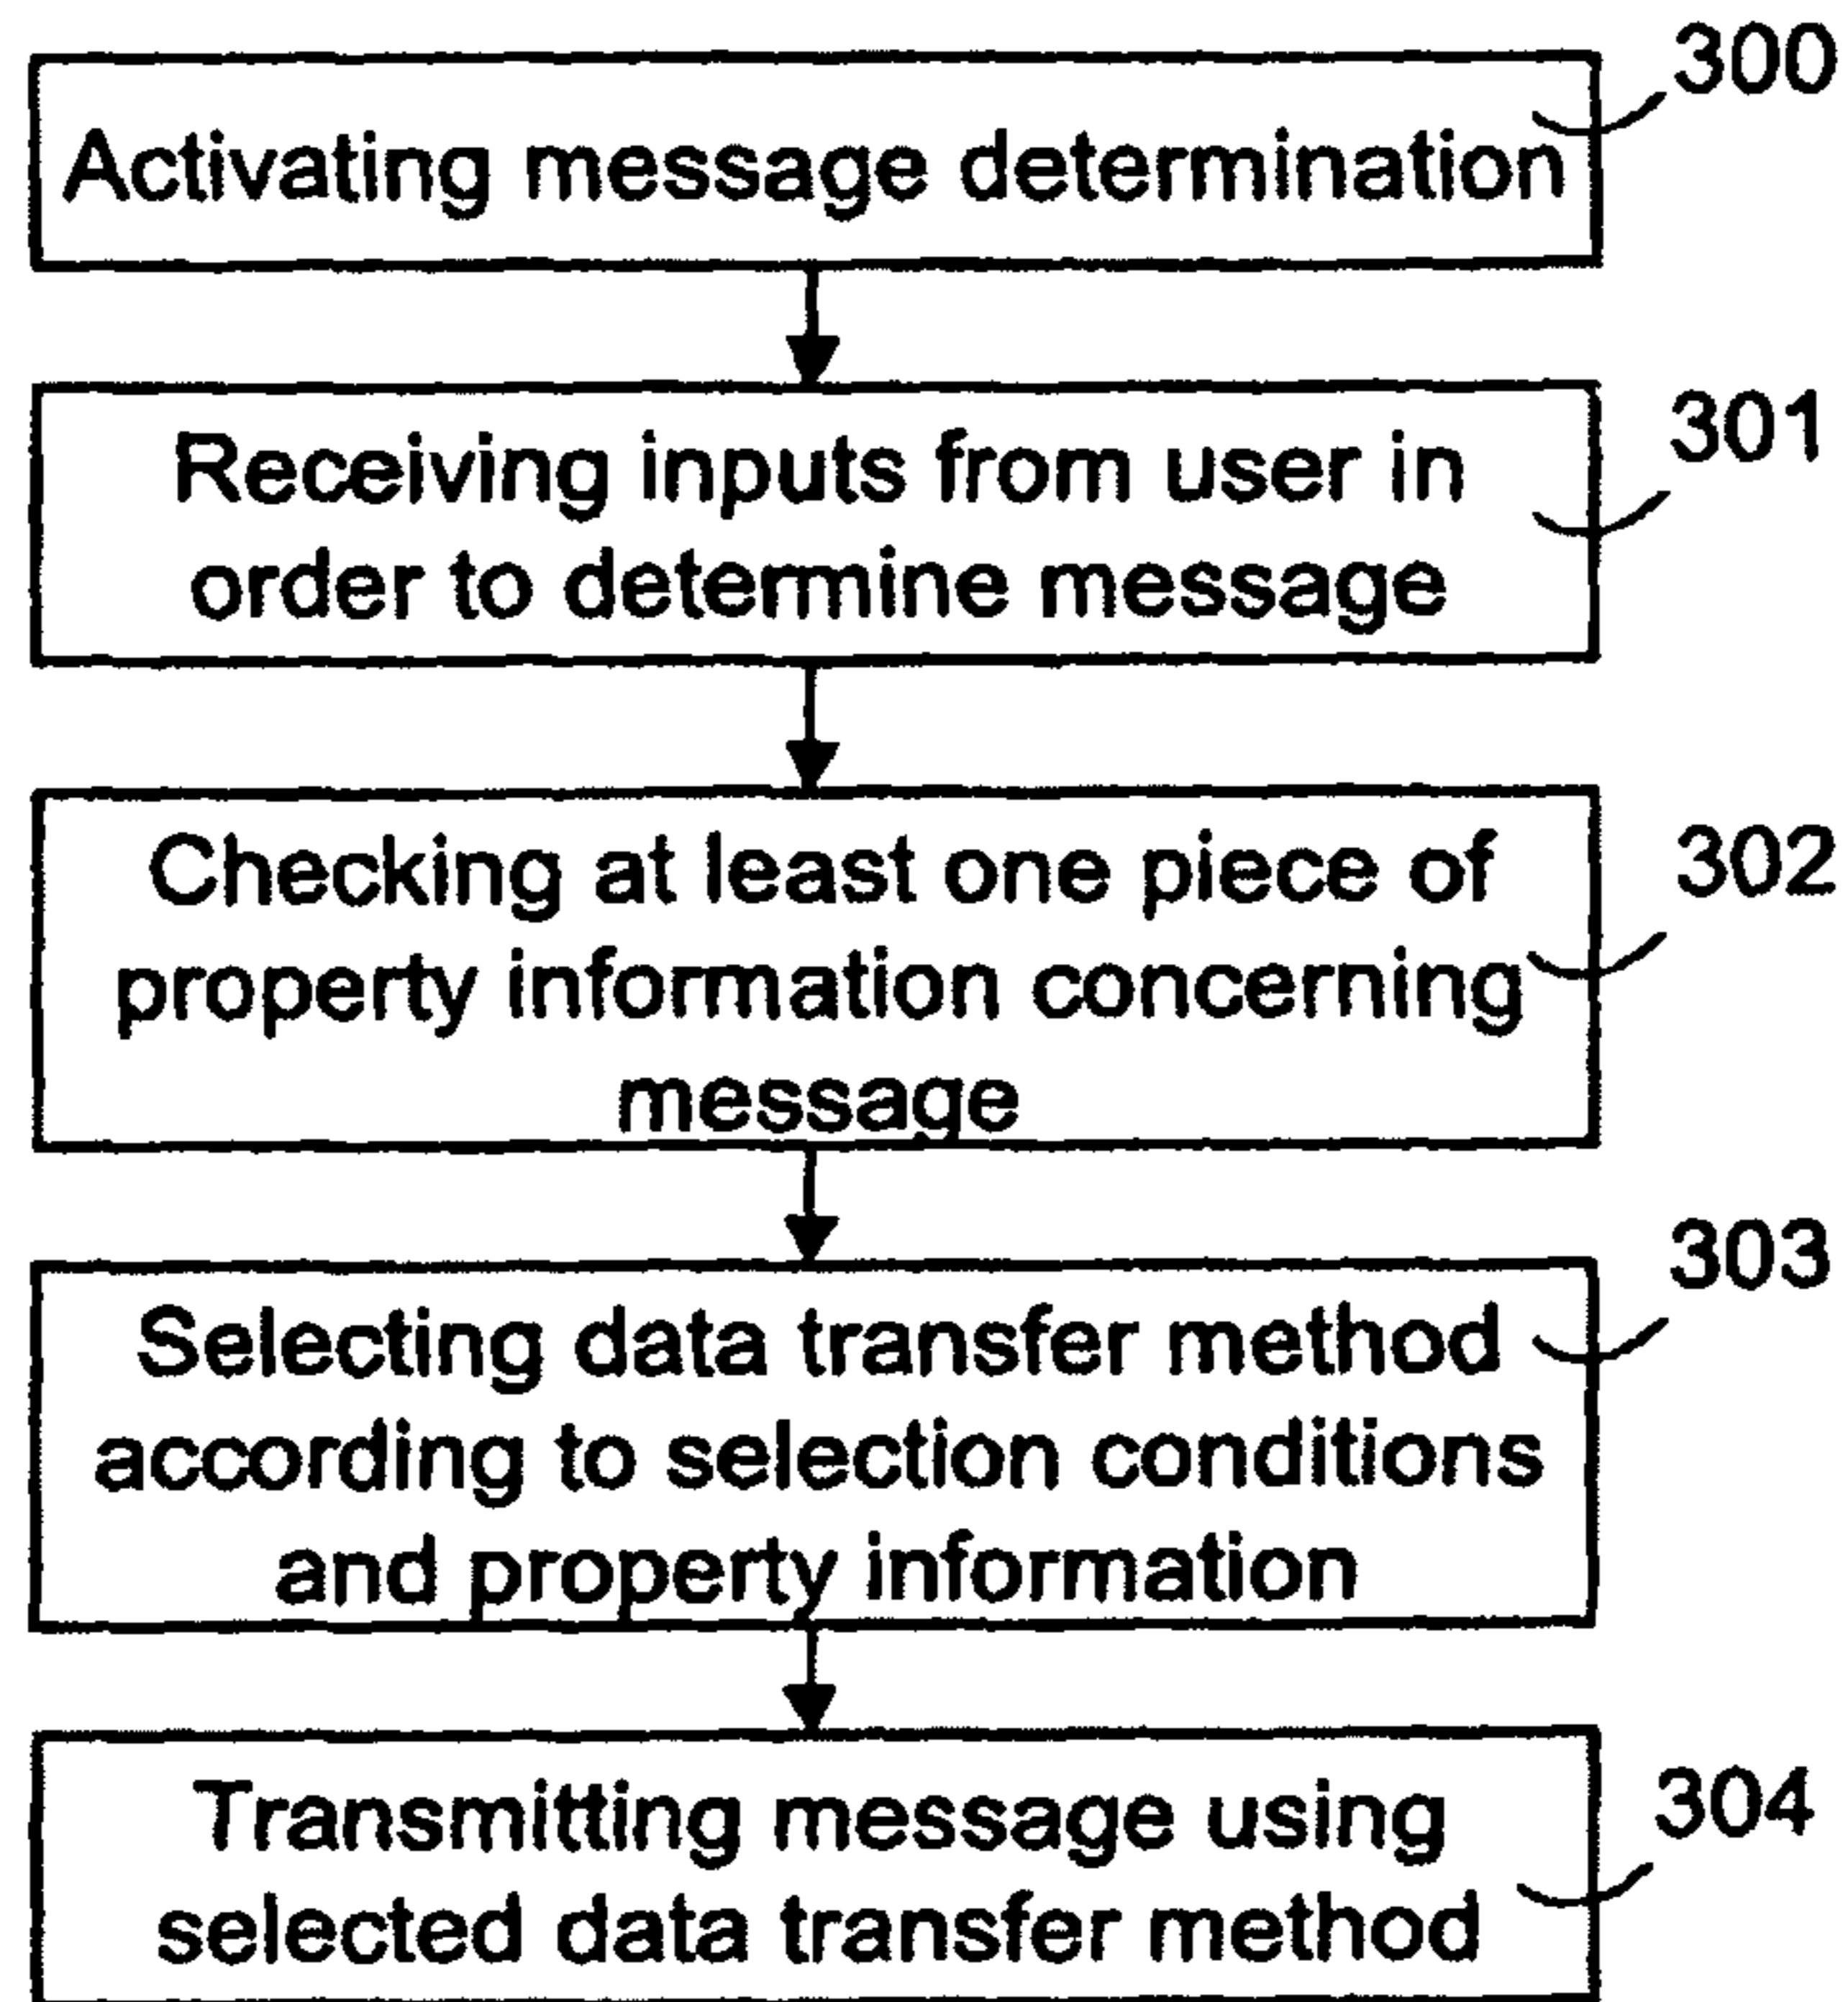 300
Activating message determination
301
Receiving inputs from user in
order to determine message
302
Checking at least one piece of
property information concerning
message
303
Selecting data transfer method
according to selection conditions
and property information
304
Transmitting message using
selected data transfer method